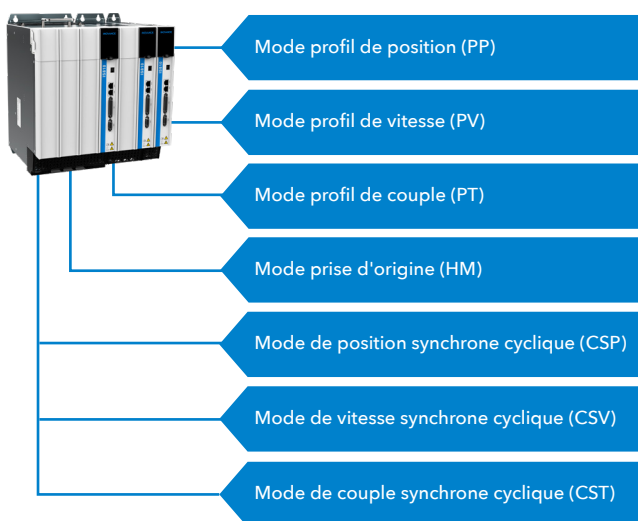 Mode profil de position (PP)
Mode profil de vitesse (PV)
Mode profil de couple (PT)
Mode prise d'origine (HM)
Mode de position synchrone cyclique (CSP)
Mode de vitesse synchrone cyclique (CSV)
Mode de couple synchrone cyclique (CST)